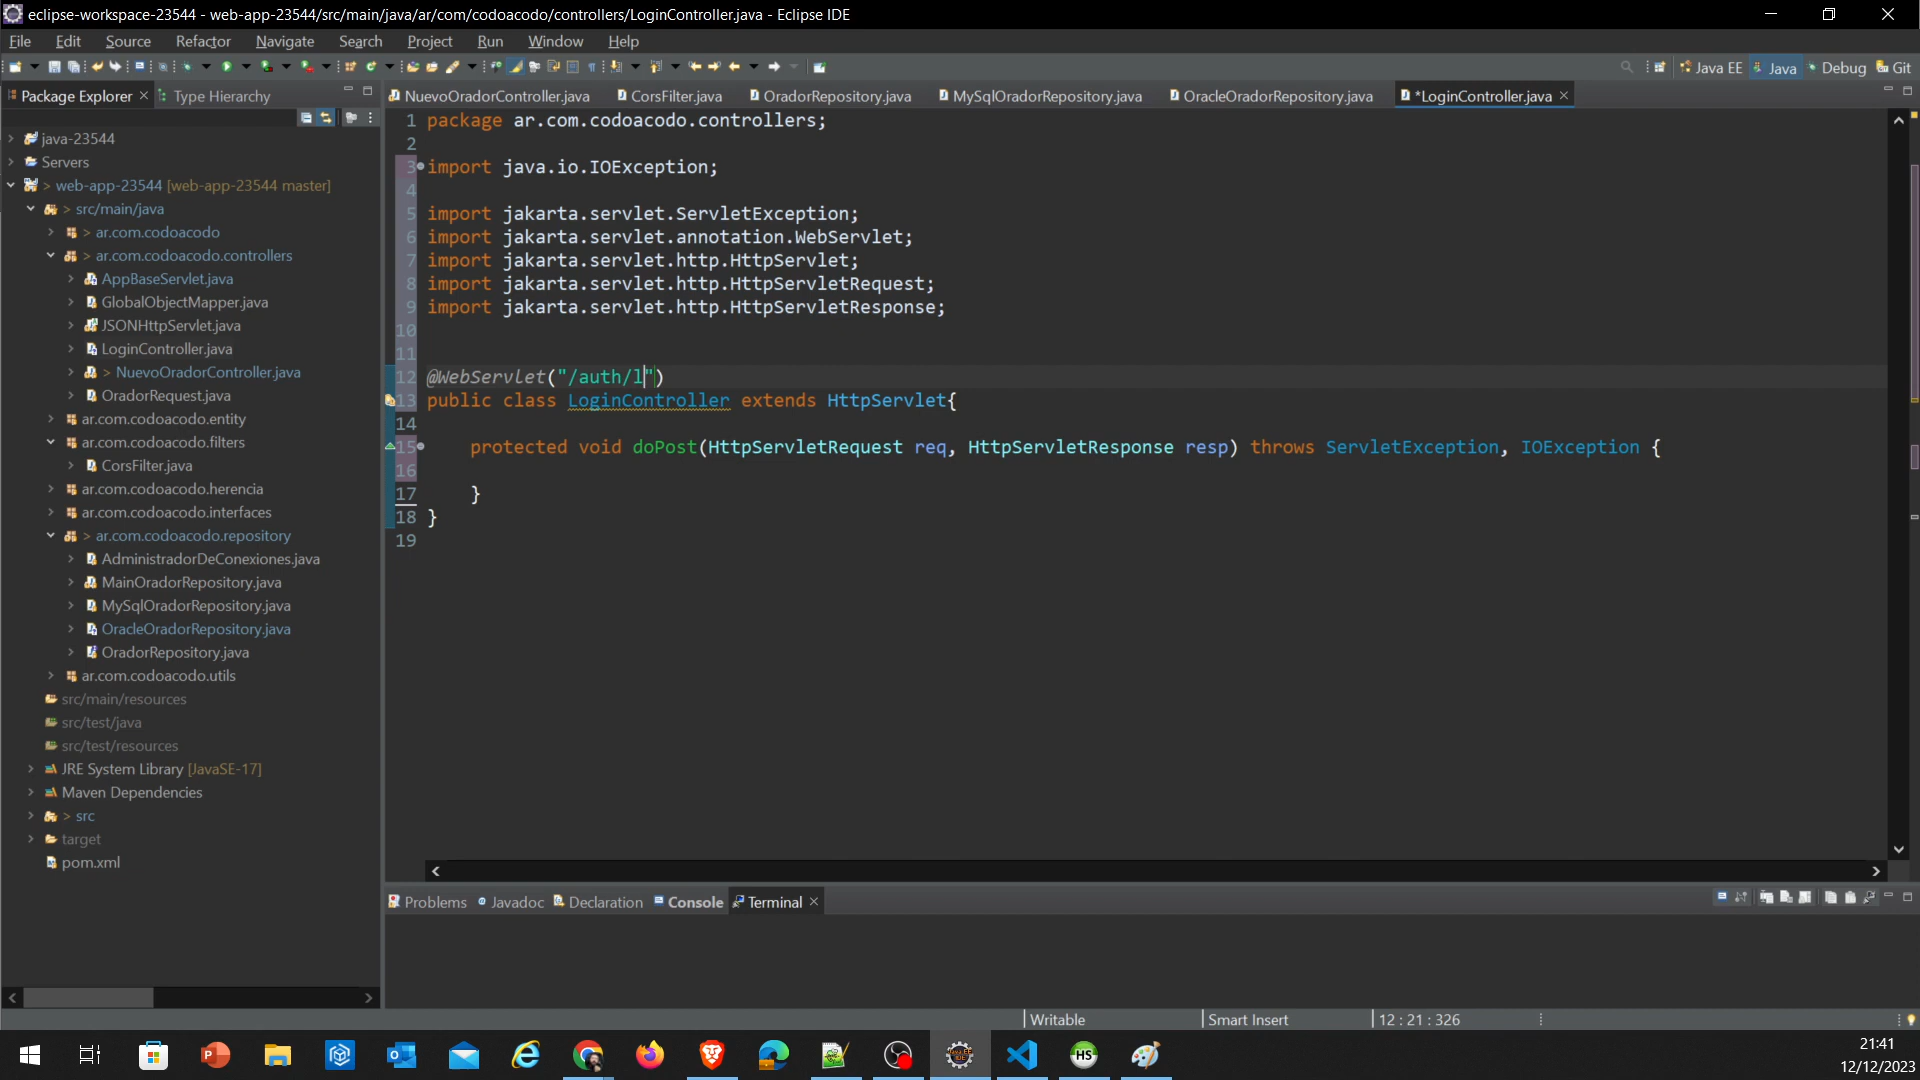 eclipse-workspace-23544 - web-app-23544/src/main/java/ar/com/codoacodo/controllers/LoginController.java - Eclipse IDE
File Edit Source Refactor Navigate Search Project Run Window Help
Java EE Java Debug Git
Package Explorer Type Hierarchy
NuevoOradorController.java CorsFilter.java OradorRepository.java MySqlOradorRepository.java OracleOradorRepository.java *LoginController.java
java-23544
Servers
> web-app-23544 [web-app-23544 master]
> src/main/java
> ar.com.codoacodo
> ar.com.codoacodo.controllers
AppBaseServlet.java
GlobalObjectMapper.java
JSONHttpServlet.java
LoginController.java
> NuevoOradorController.java
OradorRequest.java
ar.com.codoacodo.entity
ar.com.codoacodo.filters
CorsFilter.java
ar.com.codoacodo.herencia
ar.com.codoacodo.interfaces
> ar.com.codoacodo.repository
AdministradorDeConexiones.java
MainOradorRepository.java
MySqlOradorRepository.java
OracleOradorRepository.java
OradorRepository.java
ar.com.codoacodo.utils
src/main/resources
src/test/java
src/test/resources
JRE System Library [JavaSE-17]
Maven Dependencies
> src
target
pom.xml
1 package ar.com.codoacodo.controllers;
2
3 import java.io.IOException;
4
5 import jakarta.servlet.ServletException;
6 import jakarta.servlet.annotation.WebServlet;
7 import jakarta.servlet.http.HttpServlet;
8 import jakarta.servlet.http.HttpServletRequest;
9 import jakarta.servlet.http.HttpServletResponse;
10
11
12 @WebServlet("/auth/l")
13 public class LoginController extends HttpServlet{
14
15 protected void doPost(HttpServletRequest req, HttpServletResponse resp) throws ServletException, IOException {
16
17 }
18 }
19
Problems Javadoc Declaration Console Terminal
Writable Smart Insert 12 : 21 : 326
21:41
12/12/2023